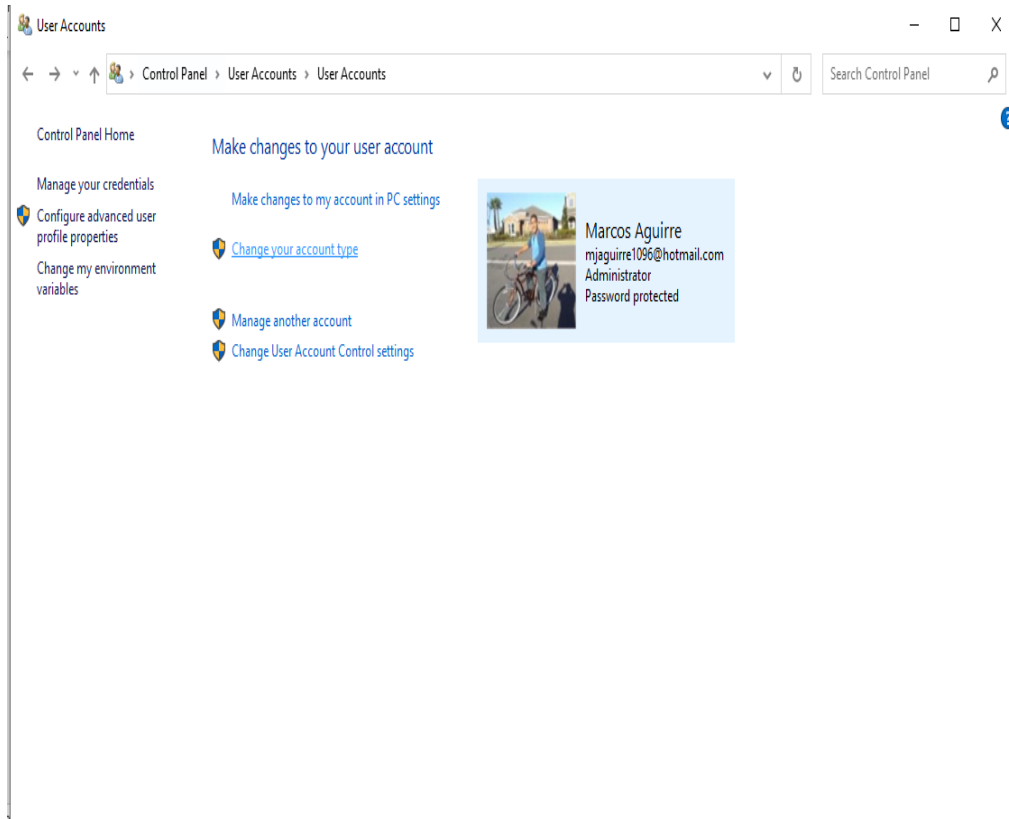 User Accounts
Control Panel › User Accounts › User Accounts
Search Control Panel
Control Panel Home
Manage your credentials
Configure advanced user
profile properties
Change my environment
variables
Make changes to your user account
Make changes to my account in PC settings
Change your account type
Manage another account
Change User Account Control settings
Marcos Aguirre
mjaguirre1096@hotmail.com
Administrator
Password protected